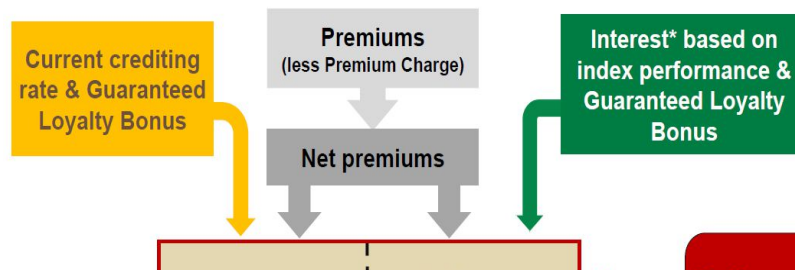 Current crediting
rate & Guaranteed
Loyalty Bonus
Premiums
(less Premium Charge)
Net premiums
Interest* based on
index performance &
Guaranteed Loyalty
Bonus